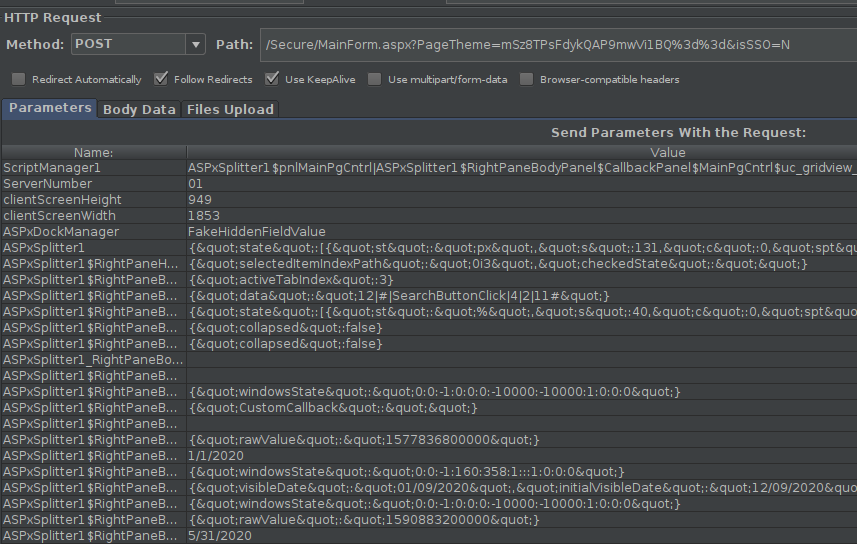 HTTP Request
Method: POST Path: /Secure/MainForm.aspx?PageTheme=mSz8TPsFdykQAP9mwVi1BQ%3d%3d&isSSO=N
Redirect Automatically Follow Redirects Use KeepAlive Use multipart/form-data Browser-compatible headers
Parameters Body Data Files Upload
Send Parameters With the Request:
Name: Value
ScriptManager1 ASPxSplitter1$pnlMainPgCntrl|ASPxSplitter1$RightPaneBodyPanel$CallbackPanel$MainPgCntrl$uc_gridview_
ServerNumber 01
clientScreenHeight 949
clientScreenWidth 1853
ASPxDockManager FakeHiddenFieldValue
ASPxSplitter1 {&quot;state&quot;:[{&quot;st&quot;:&quot;px&quot;,&quot;s&quot;:131,&quot;c&quot;:0,&quot;spt&qu
ASPxSplitter1$RightPaneH... {&quot;selectedItemIndexPath&quot;:&quot;0i3&quot;,&quot;checkedState&quot;:&quot;&quot;}
ASPxSplitter1$RightPaneB... {&quot;activeTabIndex&quot;:3}
ASPxSplitter1$RightPaneB... {&quot;data&quot;:&quot;12|#|SearchButtonClick|4|2|11#&quot;}
ASPxSplitter1$RightPaneB... {&quot;state&quot;:[{&quot;st&quot;:&quot;%&quot;,&quot;s&quot;:40,&quot;c&quot;:0,&quot;spt&quo
ASPxSplitter1$RightPaneB... {&quot;collapsed&quot;:false}
ASPxSplitter1$RightPaneB... {&quot;collapsed&quot;:false}
ASPxSplitter1_RightPaneBo...
ASPxSplitter1$RightPaneB...
ASPxSplitter1$RightPaneB... {&quot;windowsState&quot;:&quot;0:0:-1:0:0:0:-10000:-10000:1:0:0:0&quot;}
ASPxSplitter1$RightPaneB... {&quot;CustomCallback&quot;:&quot;&quot;}
ASPxSplitter1$RightPaneB...
ASPxSplitter1$RightPaneB... {&quot;rawValue&quot;:&quot;1577836800000&quot;}
ASPxSplitter1$RightPaneB... 1/1/2020
ASPxSplitter1$RightPaneB... {&quot;windowsState&quot;:&quot;0:0:-1:160:358:1:::1:0:0:0&quot;}
ASPxSplitter1$RightPaneB... {&quot;visibleDate&quot;:&quot;01/09/2020&quot;,&quot;initialVisibleDate&quot;:&quot;12/09/2020&quo
ASPxSplitter1$RightPaneB... {&quot;windowsState&quot;:&quot;0:0:-1:0:0:0:-10000:-10000:1:0:0:0&quot;}
ASPxSplitter1$RightPaneB... {&quot;rawValue&quot;:&quot;1590883200000&quot;}
ASPxSplitter1$RightPaneB... 5/31/2020